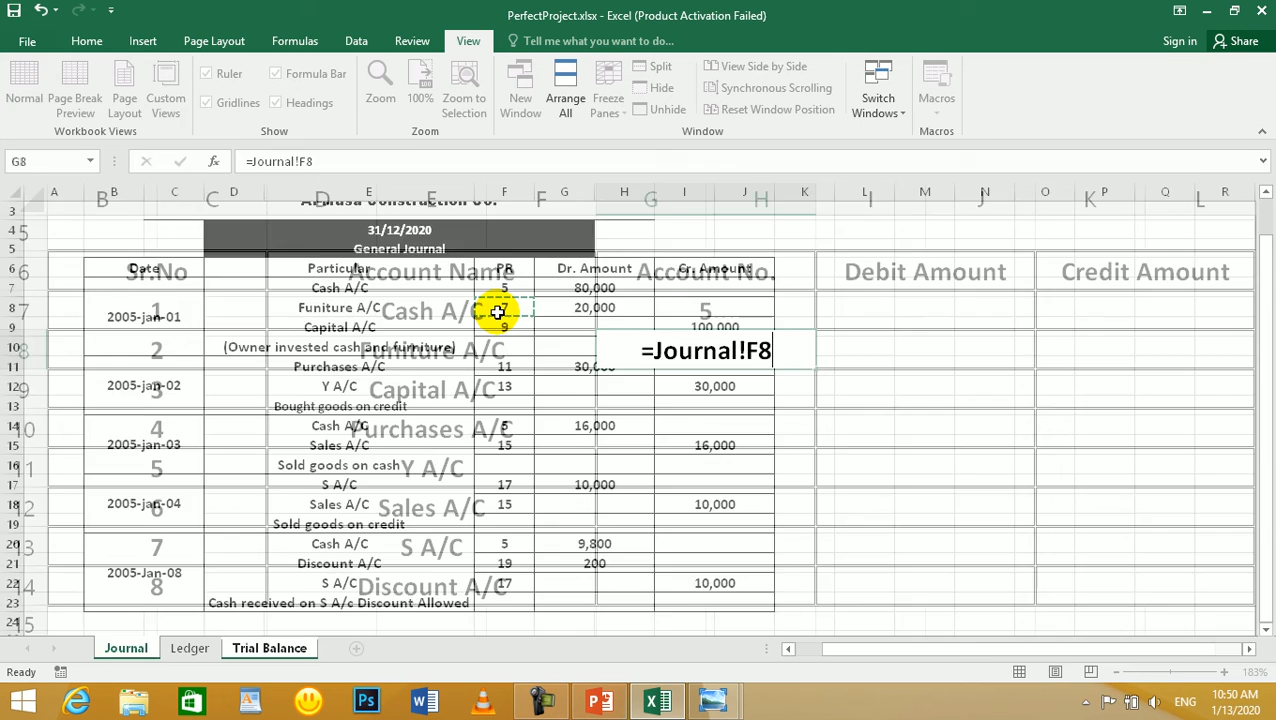 PerfectProject.xlsx - Excel (Product Activation Failed)
File Home Insert Page Layout Formulas Data Review View Tell me what you want to do... Sign in Share
Normal Page Break Preview Page Layout Custom Views
Ruler Formula Bar
Gridlines Headings
Zoom 100% Zoom to Selection
New Window Arrange All Freeze Panes
Split
Hide
Unhide
View Side by Side
Synchronous Scrolling
Reset Window Position
Switch Windows Macros
Workbook Views Show Zoom Window Macros
G8 fx =Journal!F8
A B C D E F G H I J K L M N O P Q R
B C D E F G H I J K L
31/12/2020
General Journal
Date Particular PR Dr. Amount Cr. Amount
Sr.No Account Name Account No. Debit Amount Credit Amount
Cash A/C 5 80,000
Funiture A/C 7 20,000
1 Cash A/C 5
2005-jan-01
Capital A/C 9 100,000
(Owner invested cash and furniture)
2 Funiture A/C =Journal!F8
Purchases A/C 11 30,000
2005-jan-02 Y A/C 13 30,000
3 Capital A/C
Bought goods on credit
Cash A/C 5 16,000
4 Purchases A/C
2005-jan-03 Sales A/C 15 16,000
Sold goods on cash
5 Y A/C
S A/C 17 10,000
2005-jan-04 Sales A/C 15 10,000
6 Sales A/C
Sold goods on credit
Cash A/C 5 9,800
7 S A/C
Discount A/C 19 200
2005-Jan-08
S A/C 17 10,000
8 Discount A/C
Cash received on S A/c Discount Allowed
Journal Ledger Trial Balance
Ready 183%
ENG 10:50 AM
1/13/2020